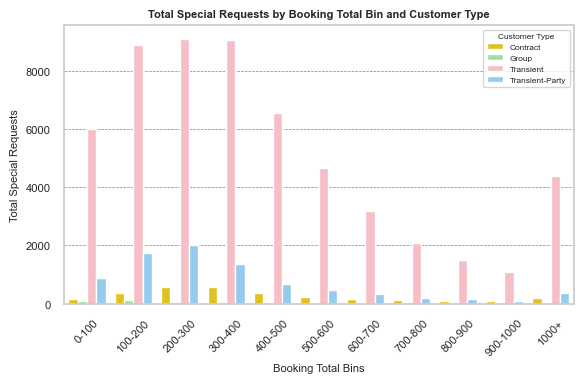 Total Special Requests by Booking Total Bin and Customer Type
Customer Type
Contract
Group
Transient
Transient-Party
Total Special Requests
8000
6000
4000
2000
0
0-100
100-200
200-300
300-400
400-500
500-600
600-700
700-800
800-900
900-1000
1000+
Booking Total Bins